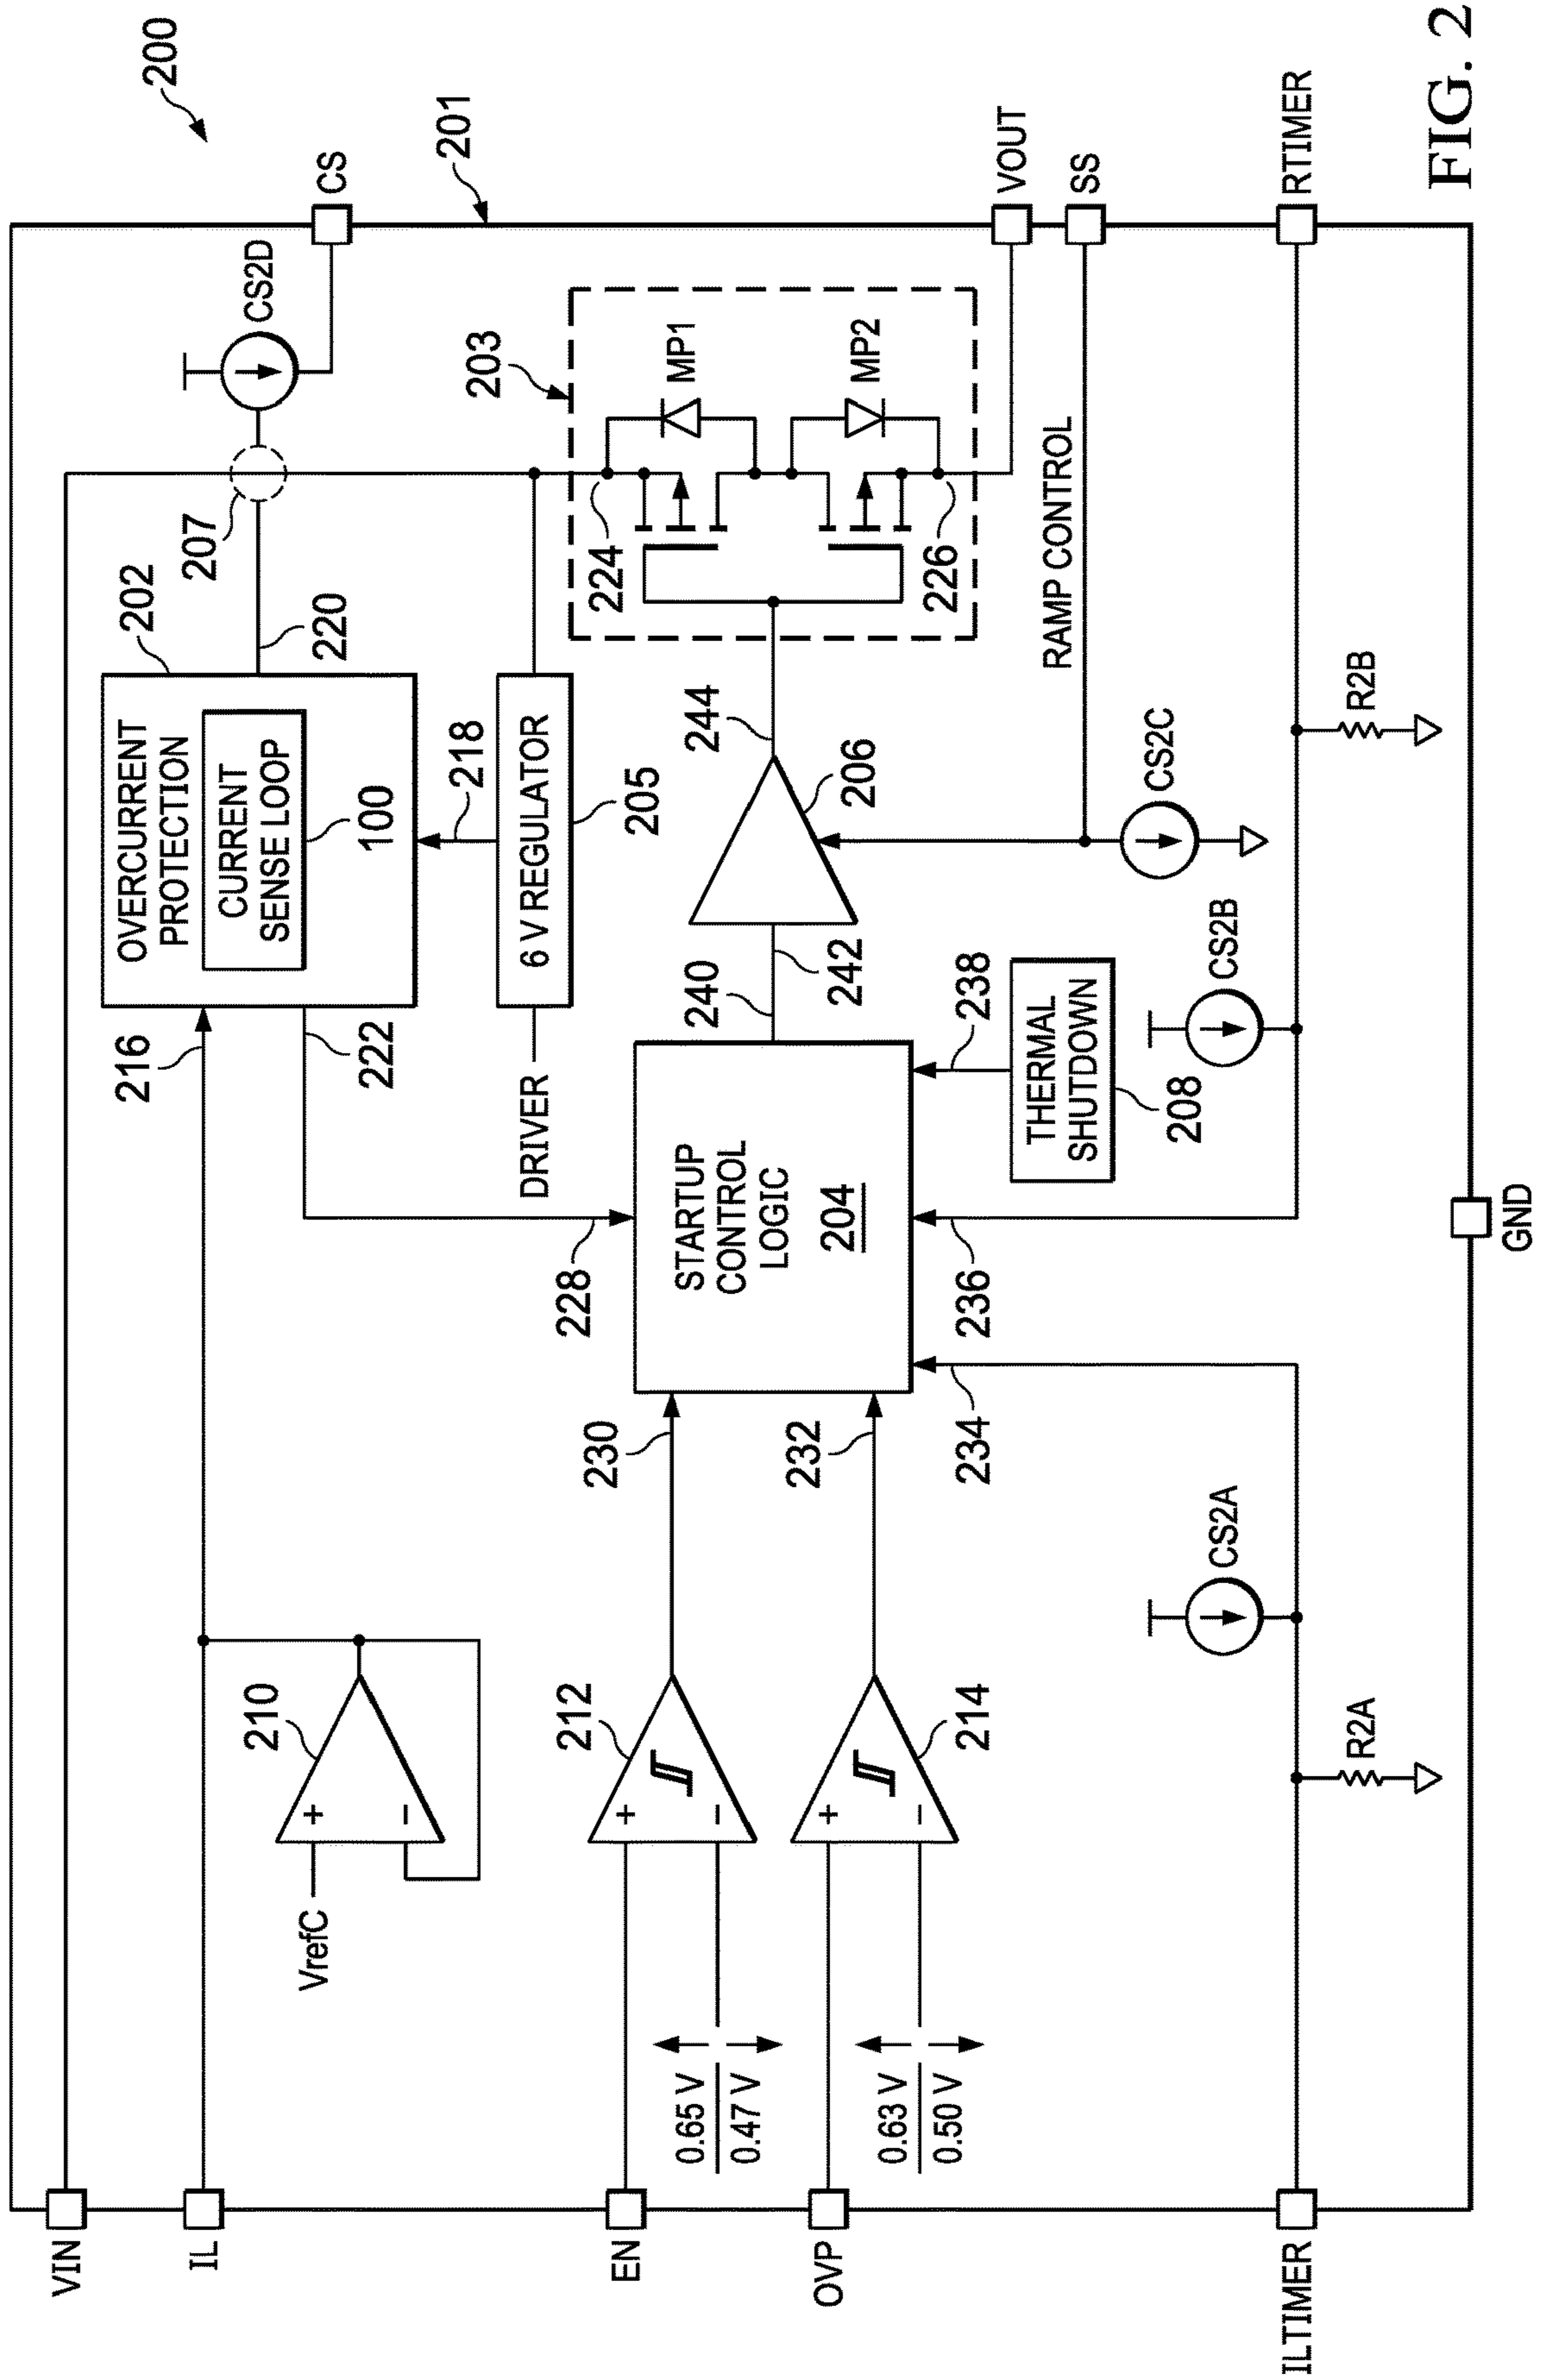 200
VIN
IL
EN
OVP
ILTIMER
CS
201
VOUT
SS
RTIMER
GND
216
OVERCURRENT
PROTECTION
202
CURRENT
SENSE LOOP
100
220
207
CS2D
222
218
6 V REGULATOR
205
DRIVER
203
224
MP1
MP2
226
210
+
−
VrefC
212
+
−
0.65 V
0.47 V
230
214
+
−
0.63 V
0.50 V
232
228
STARTUP
CONTROL
LOGIC
204
240
242
244
206
RAMP CONTROL
234
236
238
THERMAL
SHUTDOWN
208
CS2A
CS2B
CS2C
R2A
R2B
FIG. 2